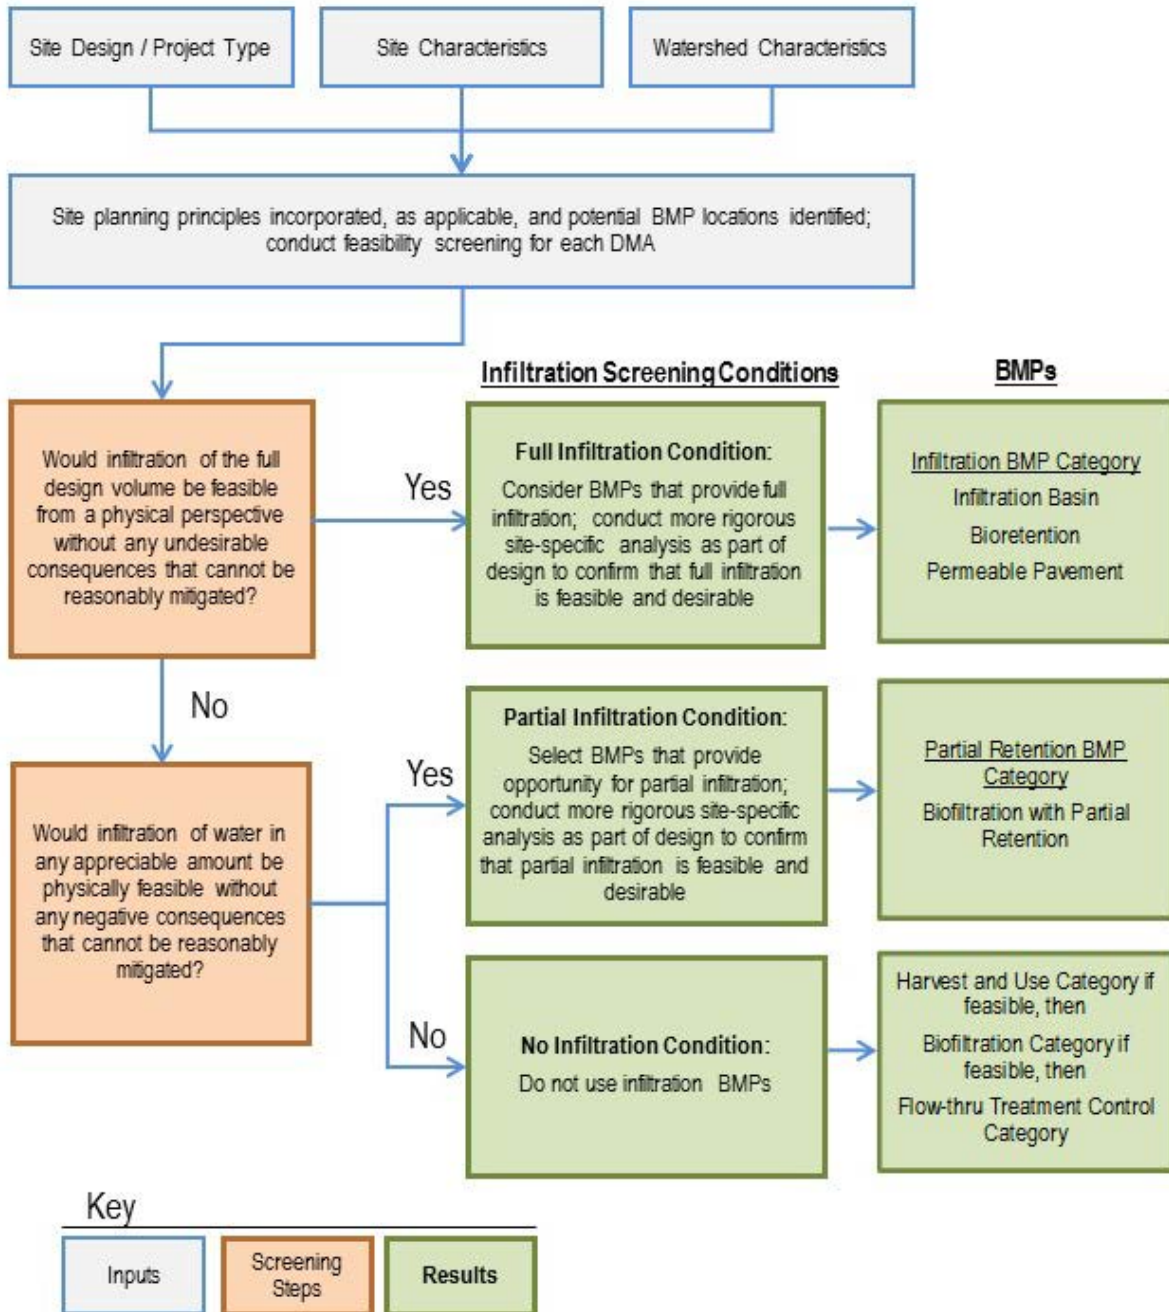 Site Design / Project Type
Site Characteristics
Watershed Characteristics
Site planning principles incorporated, as applicable, and potential BMP locations identified;
conduct feasibility screening for each DMA
Infiltration Screening Conditions
BMPs
Would infiltration of the full
design volume be feasible
from a physical perspective
without any undesirable
consequences that cannot be
reasonably mitigated?
Yes
Full Infiltration Condition:
Consider BMPs that provide full
infiltration; conduct more rigorous
site-specific analysis as part of
design to confirm that full infiltration
is feasible and desirable
Infiltration BMP Category
Infiltration Basin
Bioretention
Permeable Pavement
No
Would infiltration of water in
any appreciable amount be
physically feasible without
any negative consequences
that cannot be reasonably
mitigated?
Yes
Partial Infiltration Condition:
Select BMPs that provide
opportunity for partial infiltration;
conduct more rigorous site-specific
analysis as part of design to confirm
that partial infiltration is feasible and
desirable
Partial Retention BMP
Category
Biofiltration with Partial
Retention
No
No Infiltration Condition:
Do not use infiltration BMPs
Harvest and Use Category if
feasible, then
Biofiltration Category if
feasible, then
Flow-thru Treatment Control
Category
Key
Inputs
Screening
Steps
Results